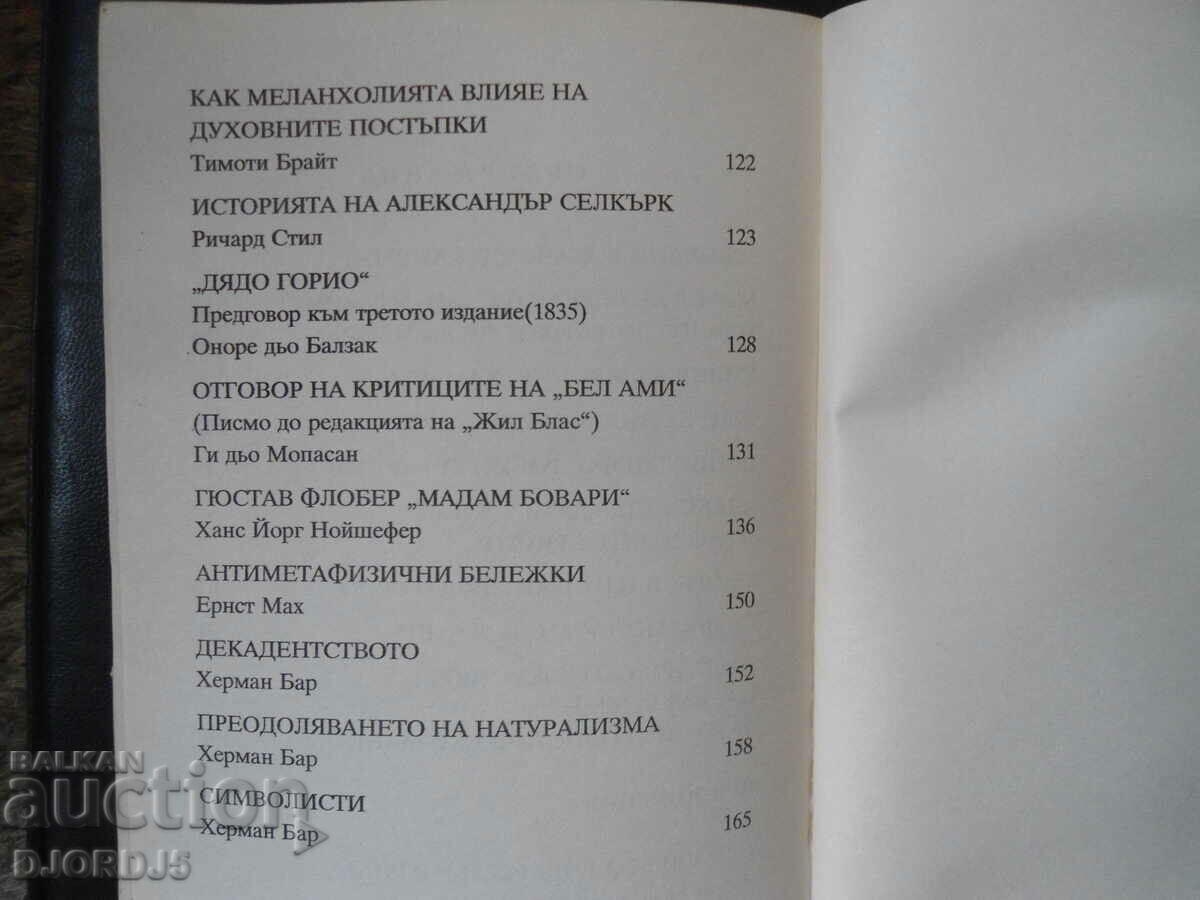 КАК МЕЛАНХОЛИЯТА ВЛИЯЕ НА
ДУХОВНИТЕ ПОСТЪПКИ
Тимоти Брайт 122
ИСТОРИЯТА НА АЛЕКСАНДЪР СЕЛКЪРК
Ричард Стил 123
„ДЯДО ГОРИО“
Предговор към третото издание(1835)
Оноре дьо Балзак 128
ОТГОВОР НА КРИТИЦИТЕ НА „БЕЛ АМИ“
(Писмо до редакцията на „Жил Блас“)
Ги дьо Мопасан 131
ГЮСТАВ ФЛОБЕР „МАДАМ БОВАРИ“
Ханс Йорг Нойшефер 136
АНТИМЕТАФИЗИЧНИ БЕЛЕЖКИ
Ернст Мах 150
ДЕКАДЕНТСТВОТО
Херман Бар 152
ПРЕОДОЛЯВАНЕТО НА НАТУРАЛИЗМА
Херман Бар 158
СИМВОЛИСТИ
Херман Бар 165
BALKAN
auction
DJORDJ5